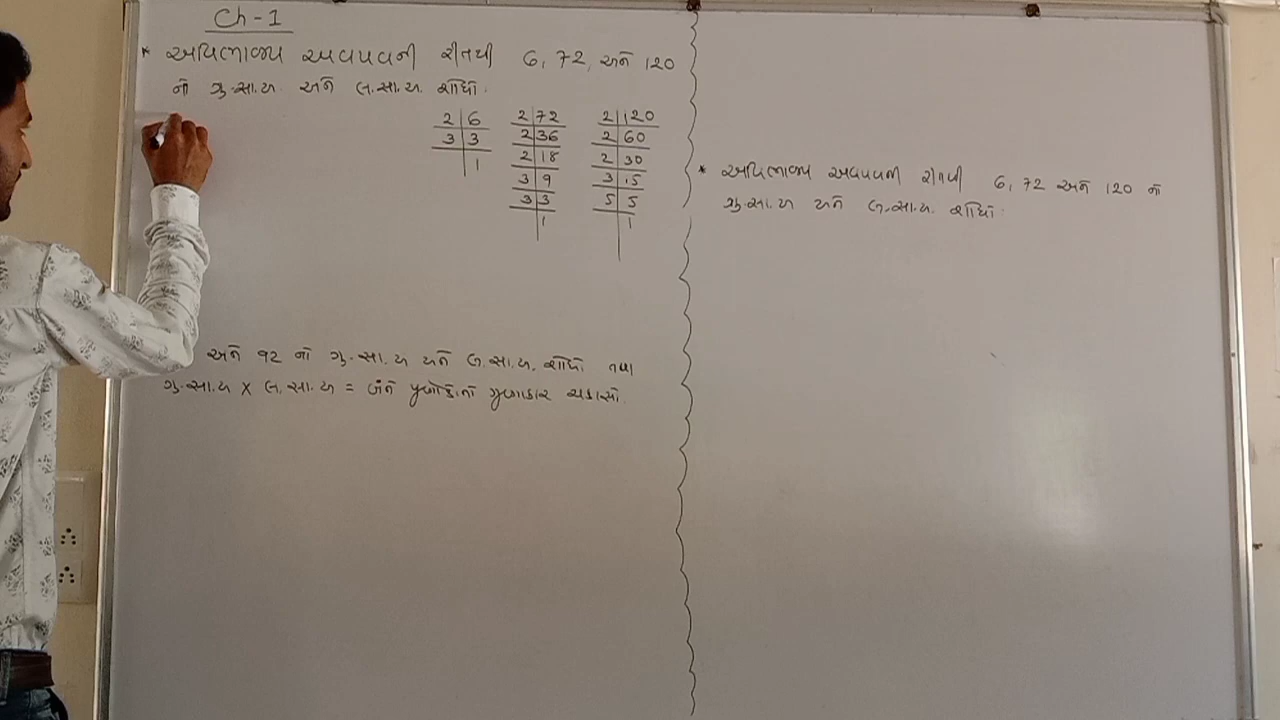 Ch-1
* અવિભાજ્ય અવયવની રીતથી 6, 72, અને 120
નો ગુ.સા.અ. અને લ.સા.અ. શોધો.
2 6
3 3
1
2 72
2 36
2 18
3 9
3 3
1
2 120
2 60
2 30
3 15
5 5
1
અને ૧૨ નો ગુ.સા.અ અને લ.સા.અ. શોધો તથા
ગુ.સા.અ X લ.સા.અ = બંને પૂર્ણાંકોનો ગુણાકાર ચકાસો.
* અવિભાજ્ય અવયવની રીતથી 6, 72 અને 120 નો
ગુ.સા.અ અને લ.સા.અ. શોધો.